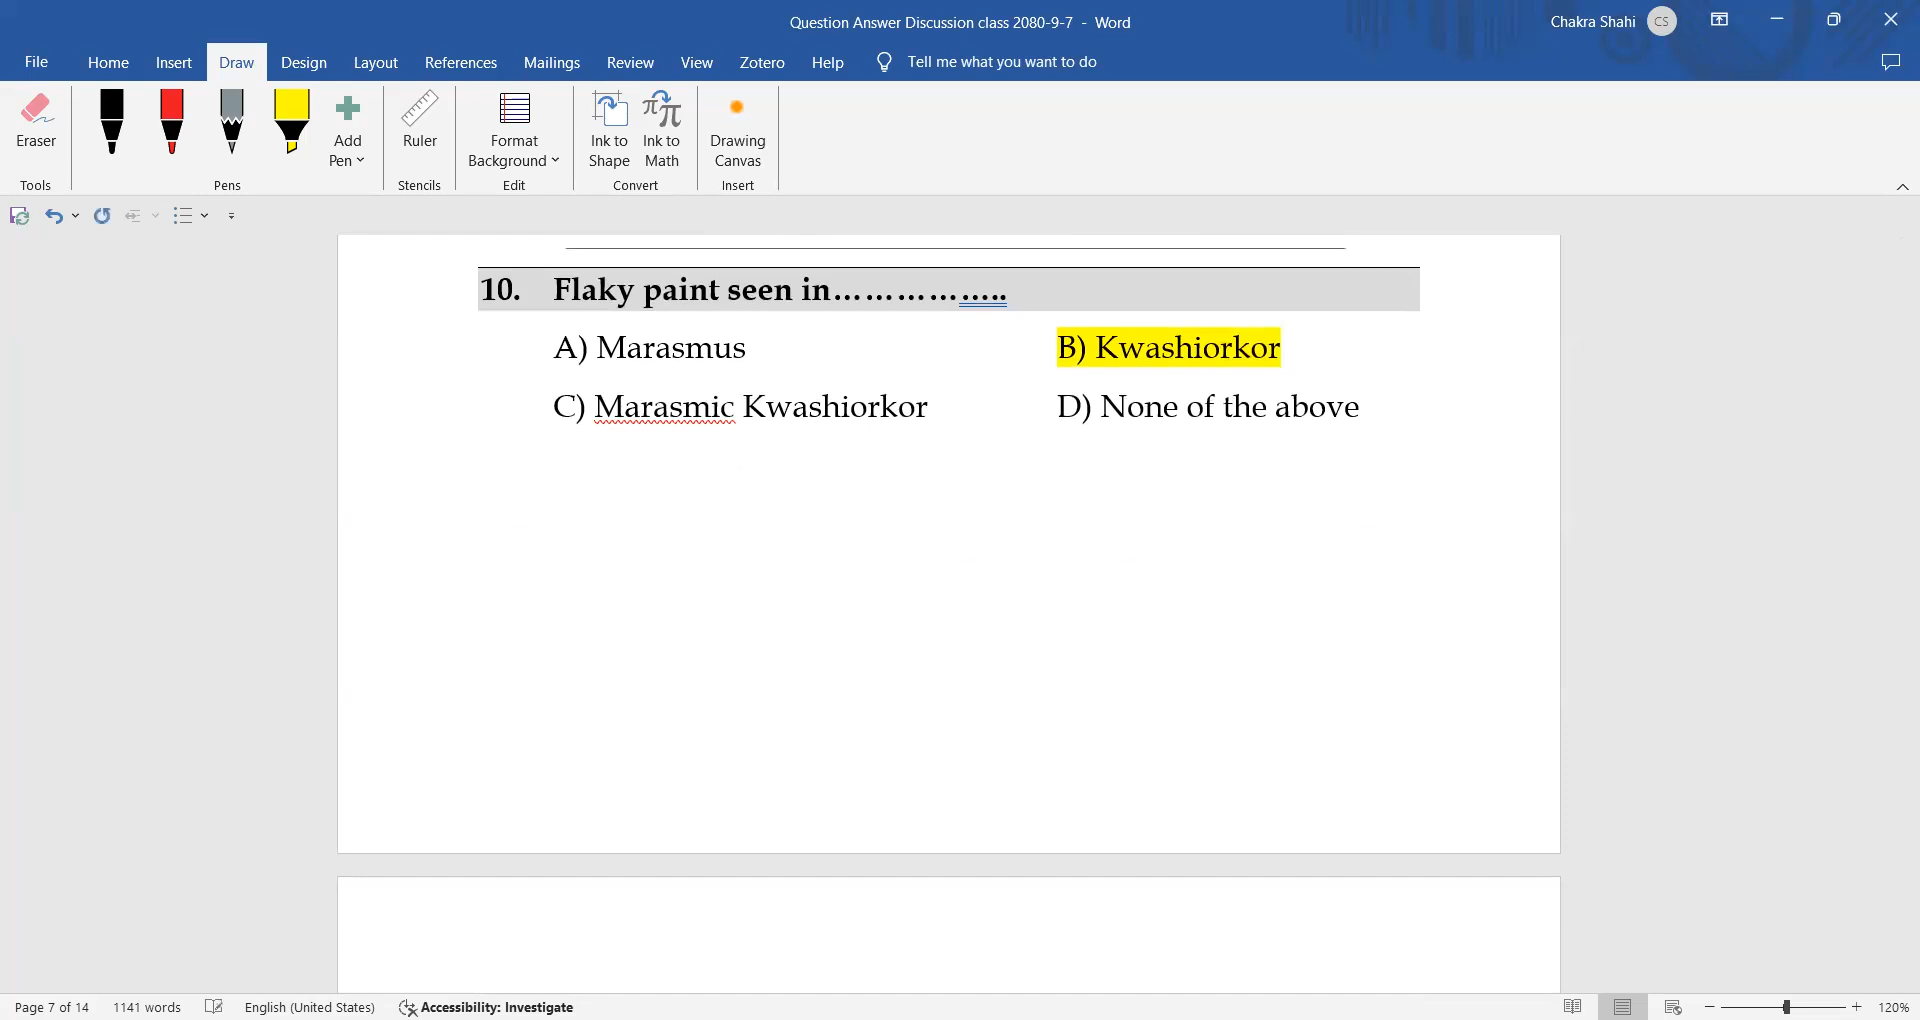 Question Answer Discussion class 2080-9-7 - Word
Chakra Shahi CS
File Home Insert Draw Design Layout References Mailings Review View Zotero Help Tell me what you want to do
Eraser
Add Pen
Ruler
Format Background
Ink to Shape
Ink to Math
Drawing Canvas
Tools Pens Stencils Edit Convert Insert
10. Flaky paint seen in……………..
A) Marasmus B) Kwashiorkor
C) Marasmic Kwashiorkor D) None of the above
Page 7 of 14 1141 words English (United States) Accessibility: Investigate 120%